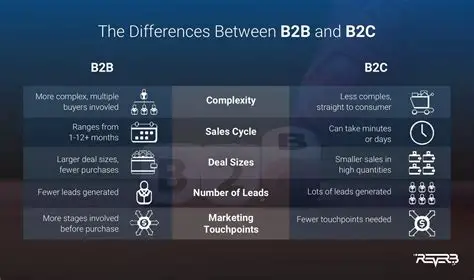 The Differences Between B2B and B2C
B2B
B2C
More complex, multiple
buyers invovled
Complexity
Less comples,
straight to consumer
Ranges from
1-12+ months
Sales Cycle
Can take minutes
or days
Larger deal sizes,
fewer purchases
Deal Sizes
Smaller sales in
high quantities
Fewer leads generated
Number of Leads
Lots of leads generated
More stages involved
before purchase
Marketing
Touchpoints
Fewer touchpoints needed
REVERB